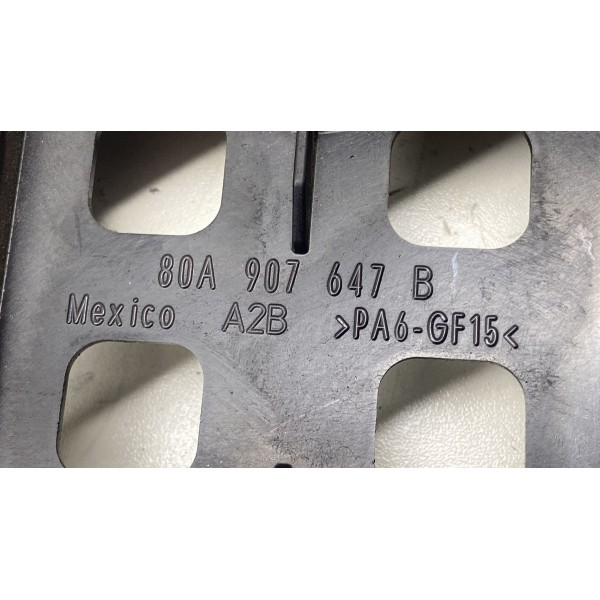 80A 907 647 B
Mexico A2B >PA6-GF15<